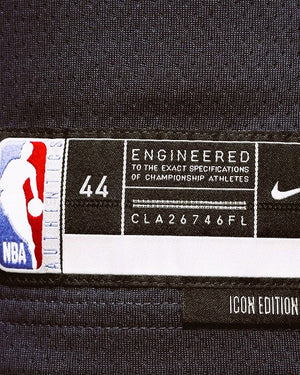 NBA
AUTHENTICS
44
ENGINEERED
TO THE EXACT SPECIFICATIONS
OF CHAMPIONSHIP ATHLETES
CLA26746FL
ICON EDITION